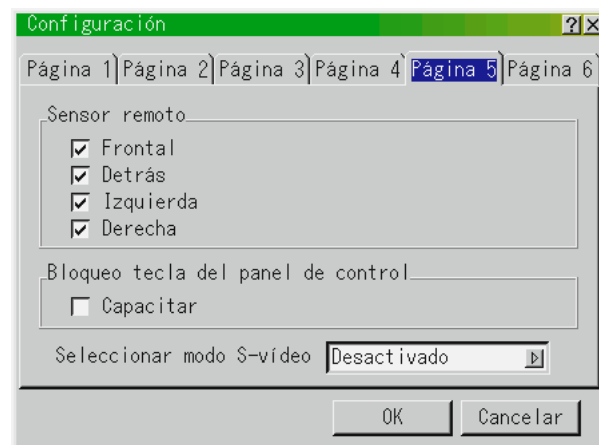 Configuración
Página 1 Página 2 Página 3 Página 4 Página 5 Página 6
Sensor remoto
Frontal
Detrás
Izquierda
Derecha
Bloqueo tecla del panel de control
Capacitar
Seleccionar modo S-vídeo Desactivado
OK Cancelar